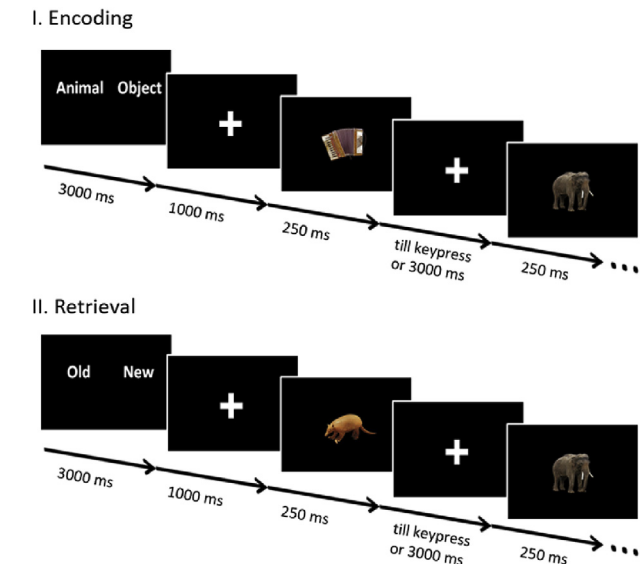 I. Encoding
Animal Object
3000 ms
1000 ms
250 ms
till keypress
or 3000 ms
250 ms
II. Retrieval
Old New
3000 ms
1000 ms
250 ms
till keypress
or 3000 ms
250 ms